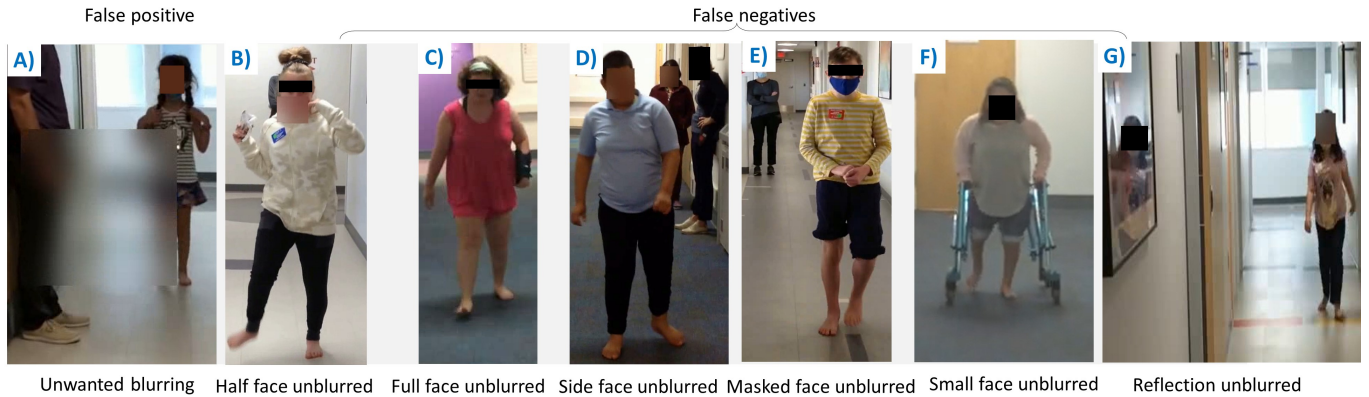 False positive
False negatives
A)
B)
C)
D)
E)
F)
G)
Unwanted blurring
Half face unblurred
Full face unblurred
Side face unblurred
Masked face unblurred
Small face unblurred
Reflection unblurred